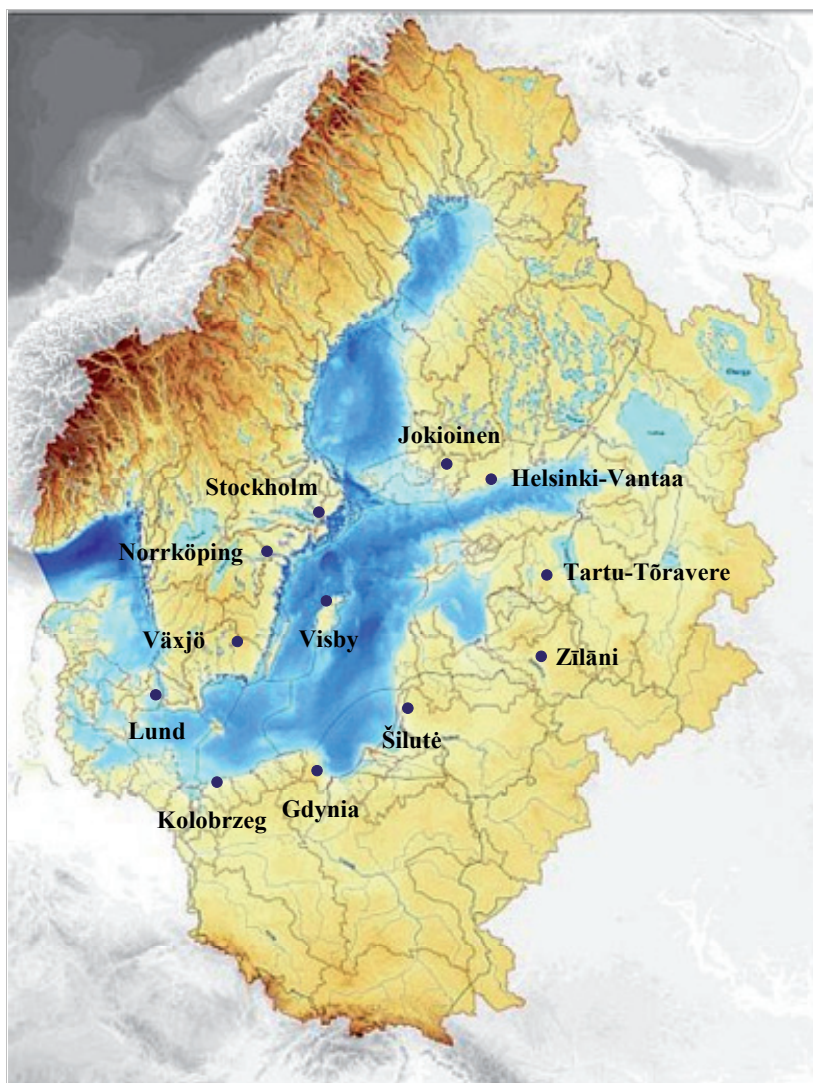 Jokioinen
Helsinki-Vantaa
Stockholm
Norrköping
Tartu-Tõravere
Visby
Växjö
Zīlāni
Lund
Šilutė
Gdynia
Kolobrzeg